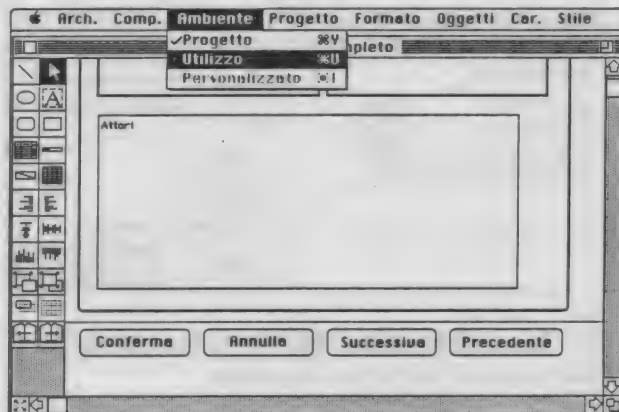 Arch. Comp. Ambiente Progetto Formato Oggetti Car. Stile
✓Progetto ⌘Y
pleto
Utilizzo ⌘U
Personalizzato ⌘I
Attori
A
Conferma Annulla Successiva Precedente